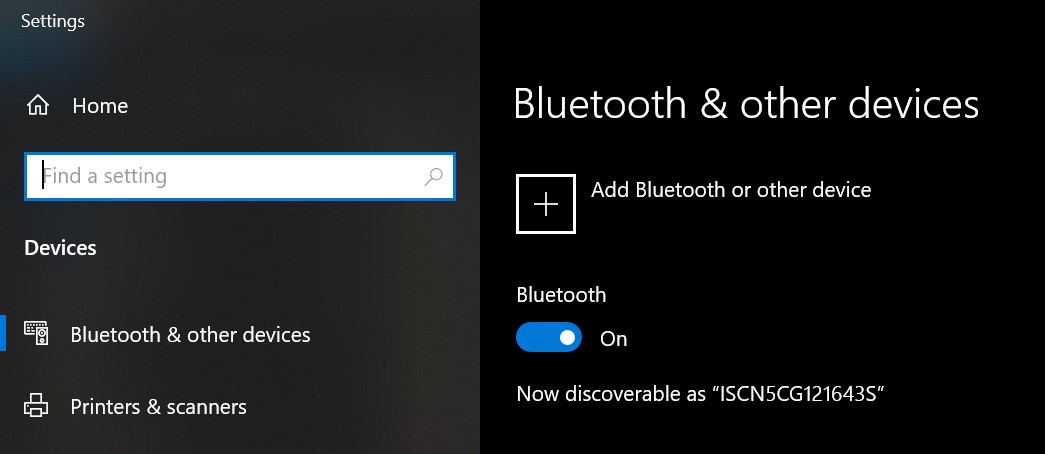 Settings
Home
Find a setting
Devices
Bluetooth & other devices
Printers & scanners
Bluetooth & other devices
Add Bluetooth or other device
Bluetooth
On
Now discoverable as “ISCN5CG121643S”